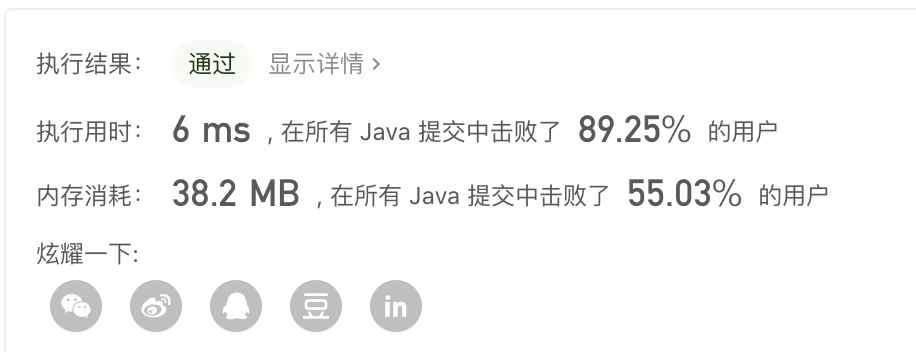 执行结果： 通过 显示详情 ›
执行用时： 6 ms , 在所有 Java 提交中击败了 89.25% 的用户
内存消耗： 38.2 MB , 在所有 Java 提交中击败了 55.03% 的用户
炫耀一下:
豆 in